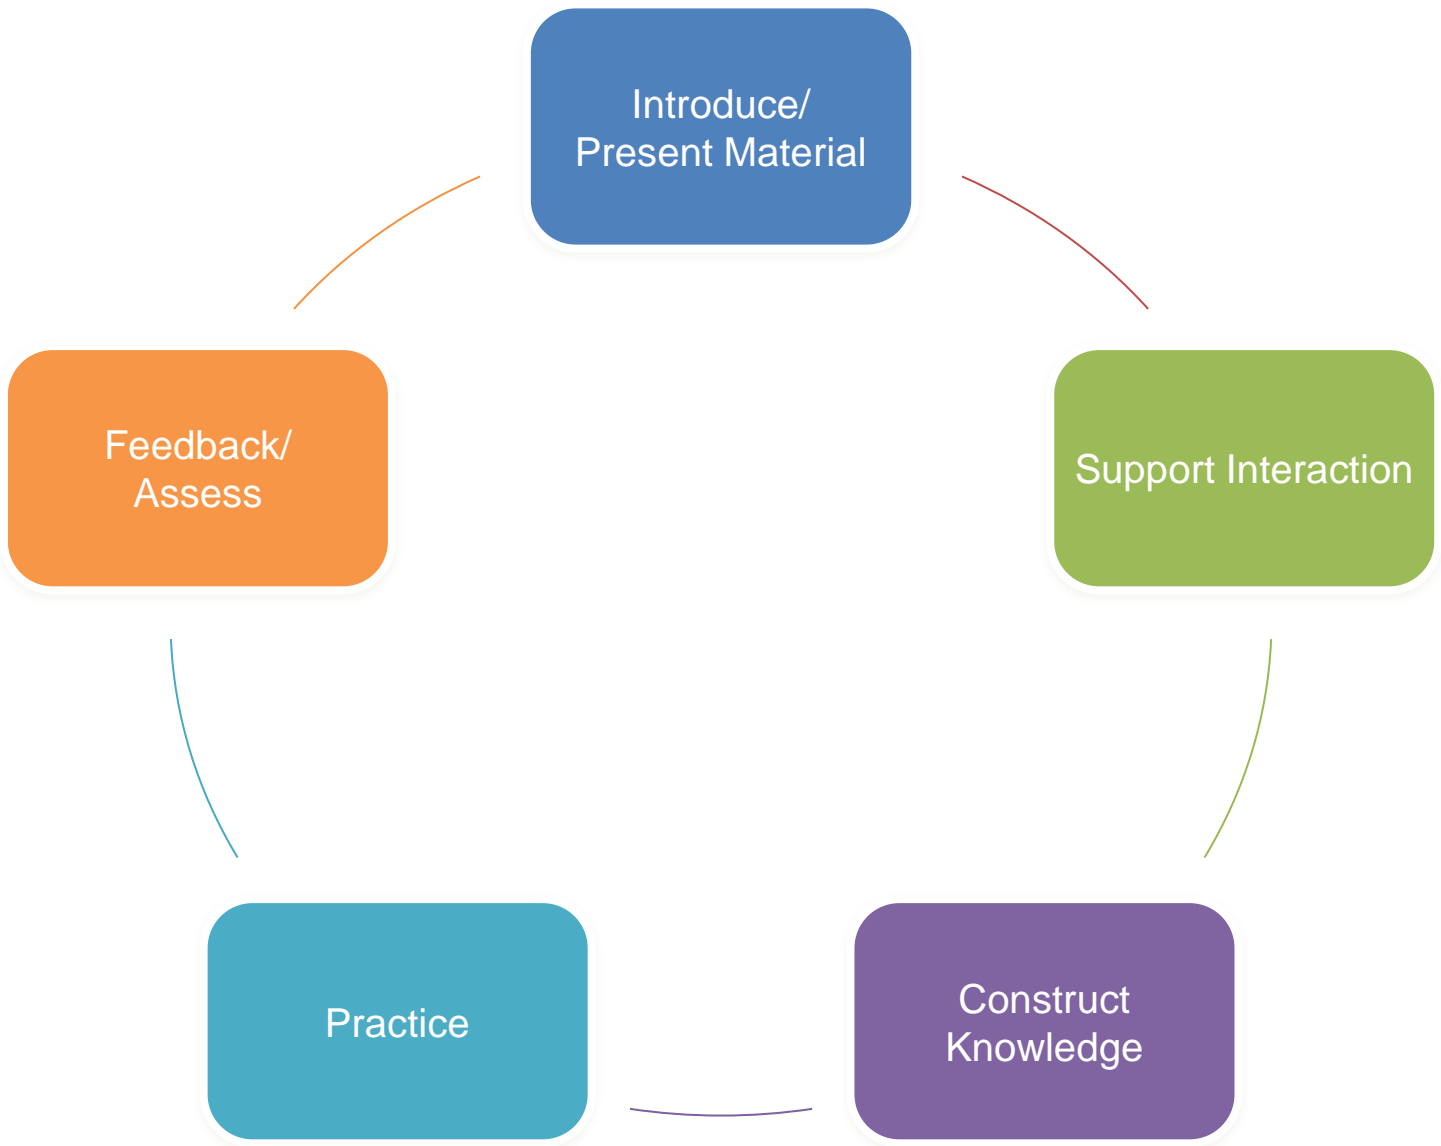 Introduce/
Present Material
Support Interaction
Construct
Knowledge
Practice
Feedback/
Assess